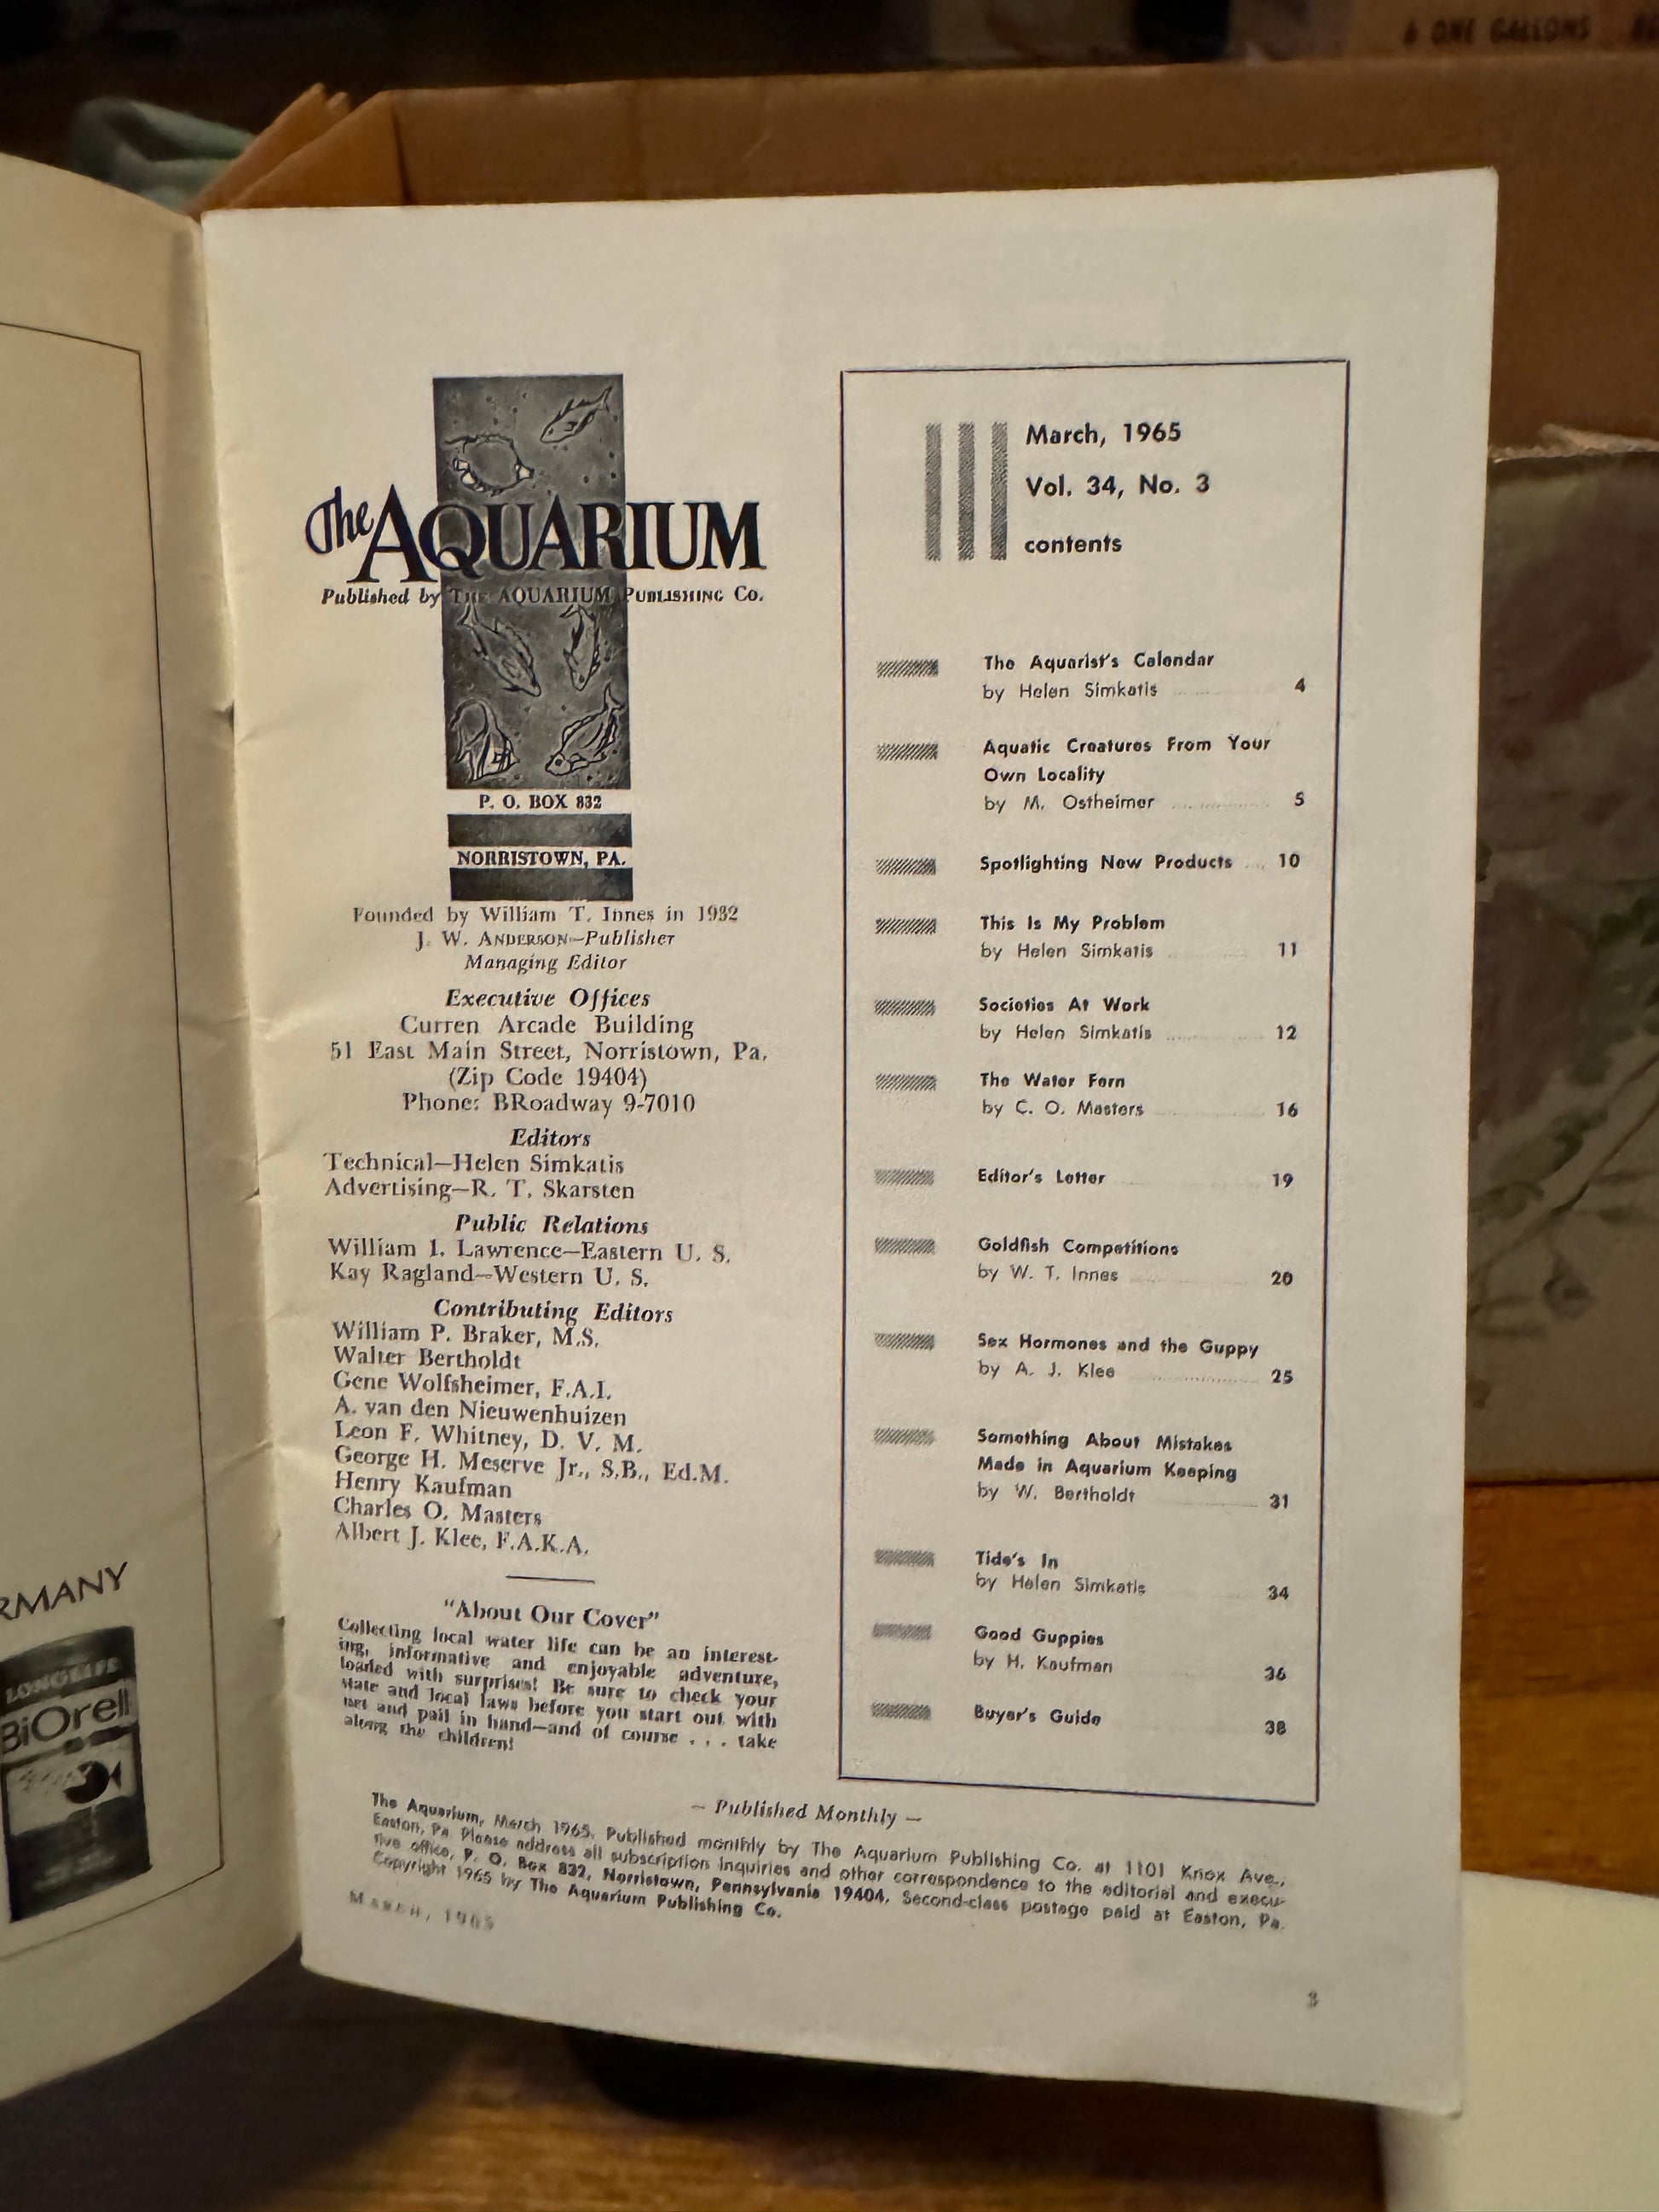 6 ONE GALLONS
RMANY
LONGLIFE
BiOrell
The AQUARIUM
Published by THE AQUARIUM PUBLISHING CO.
P. O. BOX 832
NORRISTOWN, PA.
Founded by William T. Innes in 1932
J. W. ANDERSON—Publisher
Managing Editor
Executive Offices
Curren Arcade Building
51 East Main Street, Norristown, Pa.
(Zip Code 19404)
Phone: BRoadway 9-7010
Editors
Technical—Helen Simkatis
Advertising—R. T. Skarsten
Public Relations
William I. Lawrence—Eastern U. S.
Kay Ragland—Western U. S.
Contributing Editors
William P. Braker, M.S.
Walter Bertholdt
Gene Wolfsheimer, F.A.I.
A. van den Nieuwenhuizen
Leon F. Whitney, D. V. M.
George H. Meserve Jr., S.B., Ed.M.
Henry Kaufman
Charles O. Masters
Albert J. Klee, F.A.K.A.
"About Our Cover"
Collecting local water life can be an interest-
ing, informative and enjoyable adventure,
loaded with surprises! Be sure to check your
state and local laws before you start out with
net and pail in hand—and of course . . . take
along the children!
March, 1965
Vol. 34, No. 3
contents
The Aquarist's Calendar
by Helen Simkatis 4
Aquatic Creatures From Your
Own Locality
by M. Ostheimer 5
Spotlighting New Products 10
This Is My Problem
by Helen Simkatis 11
Societies At Work
by Helen Simkatis 12
The Water Fern
by C. O. Masters 16
Editor's Letter 19
Goldfish Competitions
by W. T. Innes 20
Sex Hormones and the Guppy
by A. J. Klee 25
Something About Mistakes
Made in Aquarium Keeping
by W. Bertholdt 31
Tide's In
by Helen Simkatis 34
Good Guppies
by H. Kaufman 36
Buyer's Guide 38
— Published Monthly —
The Aquarium, March 1965. Published monthly by The Aquarium Publishing Co. at 1101 Knox Ave.,
Easton, Pa. Please address all subscription inquiries and other correspondence to the editorial and execu-
tive office, P. O. Box 832, Norristown, Pennsylvania 19404. Second-class postage paid at Easton, Pa.
Copyright 1965 by The Aquarium Publishing Co.
MARCH, 1965
3